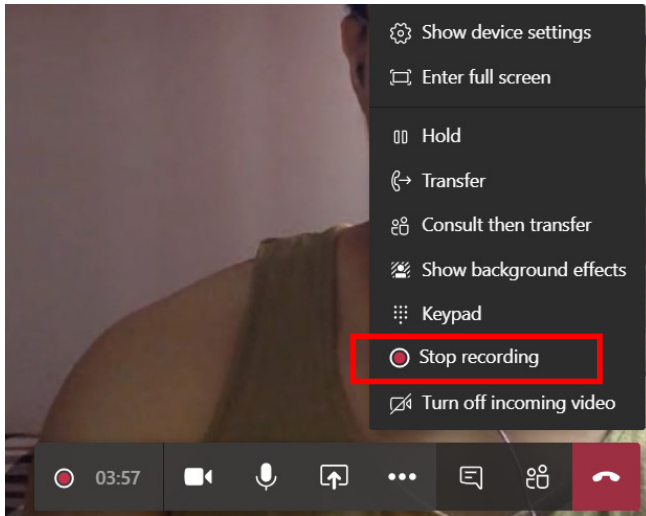 Show device settings
Enter full screen
Hold
Transfer
Consult then transfer
Show background effects
Keypad
Stop recording
Turn off incoming video
03:57